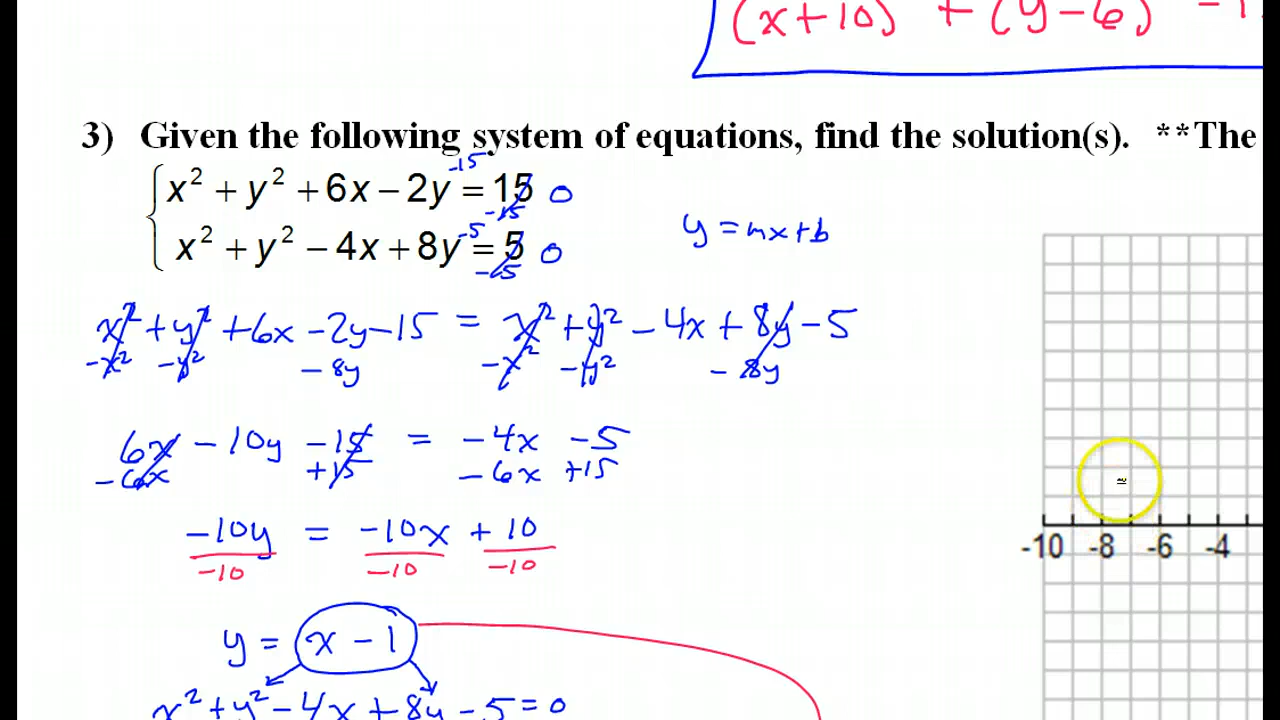 (x+10) + (y-6)
3) Given the following system of equations, find the solution(s). **The
x² + y² + 6x - 2y -15 = 15 0
-15
x² + y² - 4x + 8y -5 = 5 0
y = mx+b
x² + y² + 6x - 2y - 15 = x² + y² - 4x + 8y - 5
-x² -y² - 8y -x² -y² - 8y
6x - 10y - 15 = -4x - 5
-6x +15 -6x +15
-10y = -10x + 10
-10 -10 -10
-10 -8 -6 -4
y = x - 1
x² + y² - 4x + 8y - 5 = 0